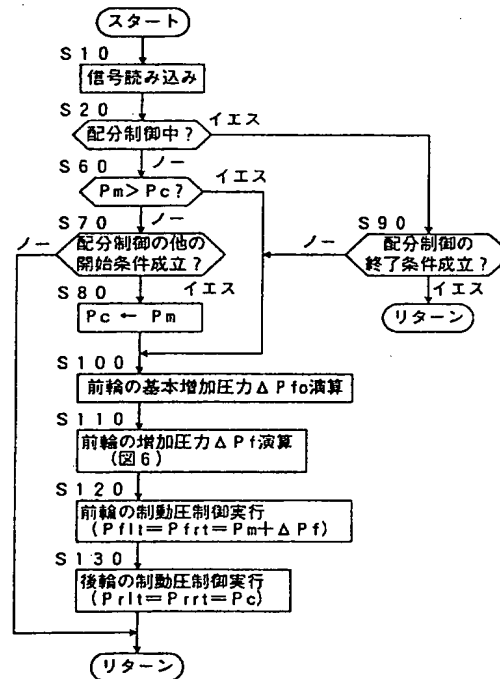 スタート
S10
信号読み込み
S20
配分制御中?
イエス
ノー
S60
Pm>Pc?
イエス
ノー
S70
配分制御の他の
開始条件成立?
ノー
イエス
S90
配分制御の
終了条件成立?
ノー
イエス
リターン
S80
Pc ← Pm
S100
前輪の基本増加圧力ΔPfo演算
S110
前輪の増加圧力ΔPf演算
(図6)
S120
前輪の制動圧制御実行
(Pflt=Pfrt=Pm+ΔPf)
S130
後輪の制動圧制御実行
(Prlt=Prrt=Pc)
リターン